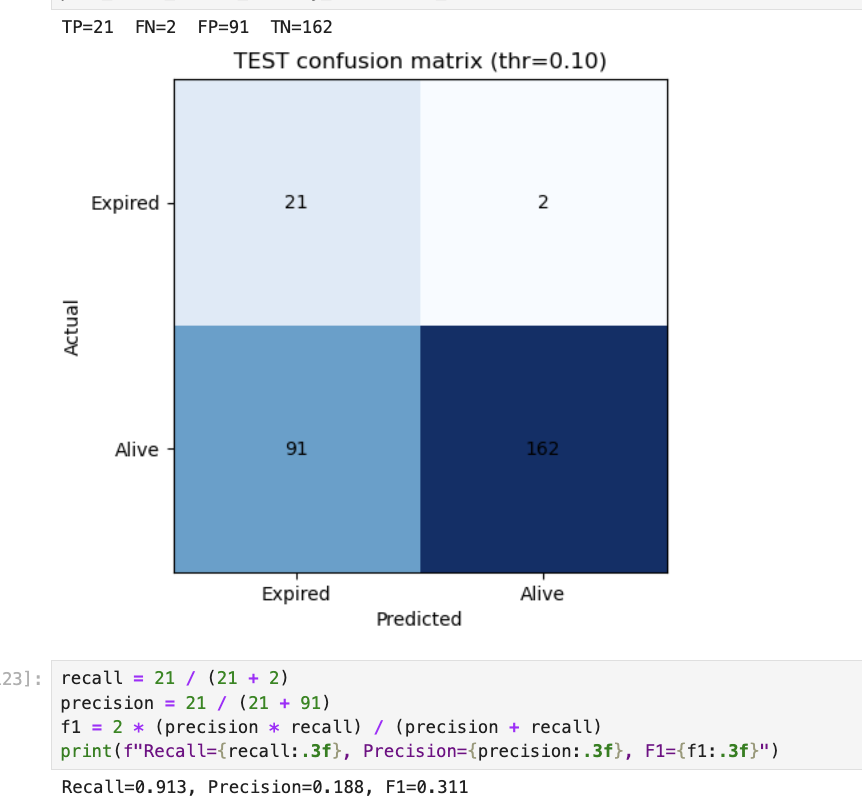 TP=21  FN=2  FP=91  TN=162
TEST confusion matrix (thr=0.10)
Expired
21
2
Actual
Alive
91
162
Expired
Alive
Predicted
23]:
recall = 21 / (21 + 2)
precision = 21 / (21 + 91)
f1 = 2 * (precision * recall) / (precision + recall)
print(f"Recall={recall:.3f}, Precision={precision:.3f}, F1={f1:.3f}")
Recall=0.913, Precision=0.188, F1=0.311